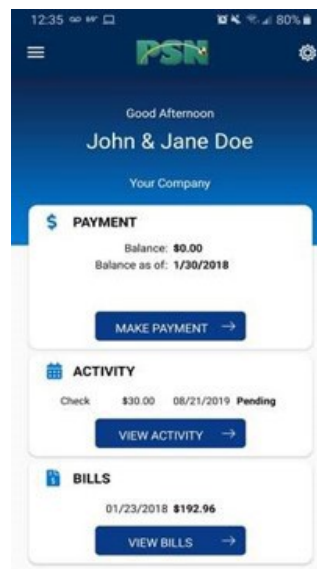 12:35 80%
PSN
Good Afternoon
John & Jane Doe
Your Company
$ PAYMENT
Balance: $0.00
Balance as of: 1/30/2018
MAKE PAYMENT →
ACTIVITY
Check $30.00 08/21/2019 Pending
VIEW ACTIVITY →
BILLS
01/23/2018 $192.96
VIEW BILLS →